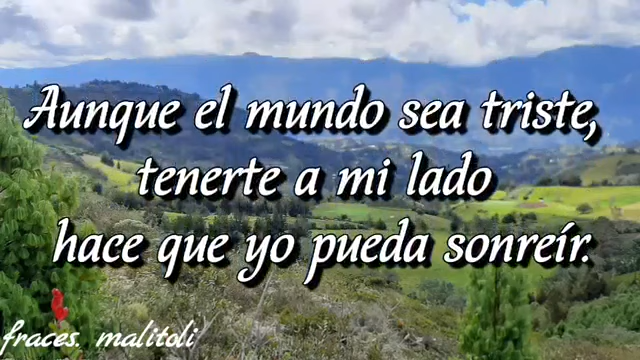 Aunque el mundo sea triste,
tenerte a mi lado
hace que yo pueda sonreír.
fraces. malitoli